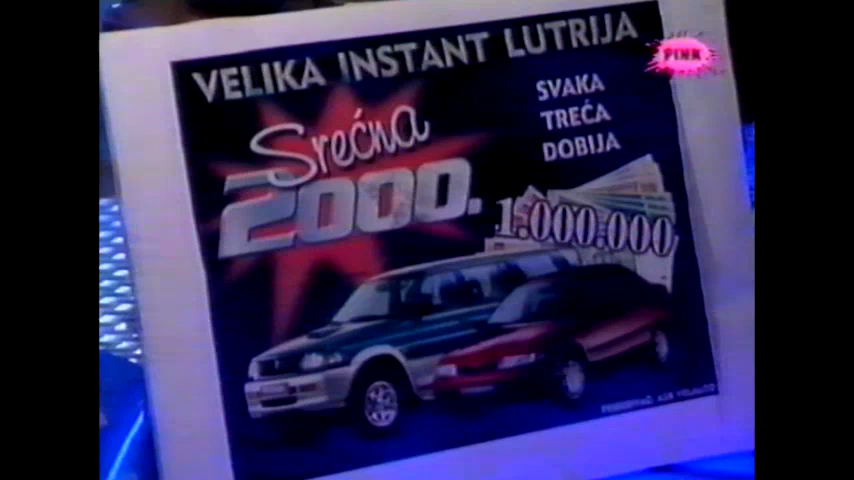 VELIKA INSTANT LUTRIJA
PINK
SVAKA
TREĆA
DOBIJA
Srećna
2000.
1.000.000